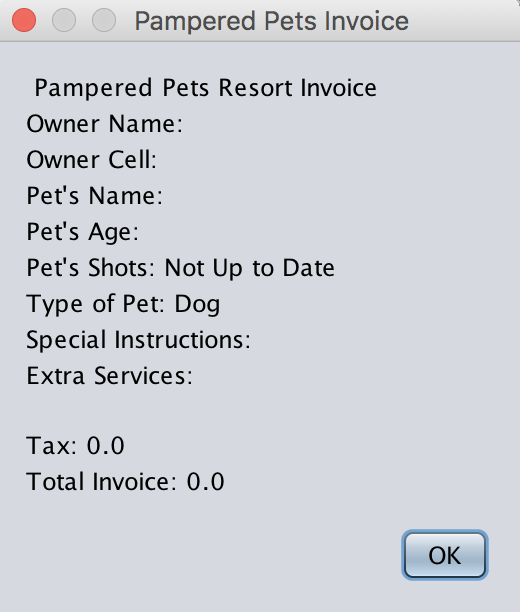 Pampered Pets Invoice
Pampered Pets Resort Invoice
Owner Name:
Owner Cell:
Pet's Name:
Pet's Age:
Pet's Shots: Not Up to Date
Type of Pet: Dog
Special Instructions:
Extra Services:
Tax: 0.0
Total Invoice: 0.0
OK